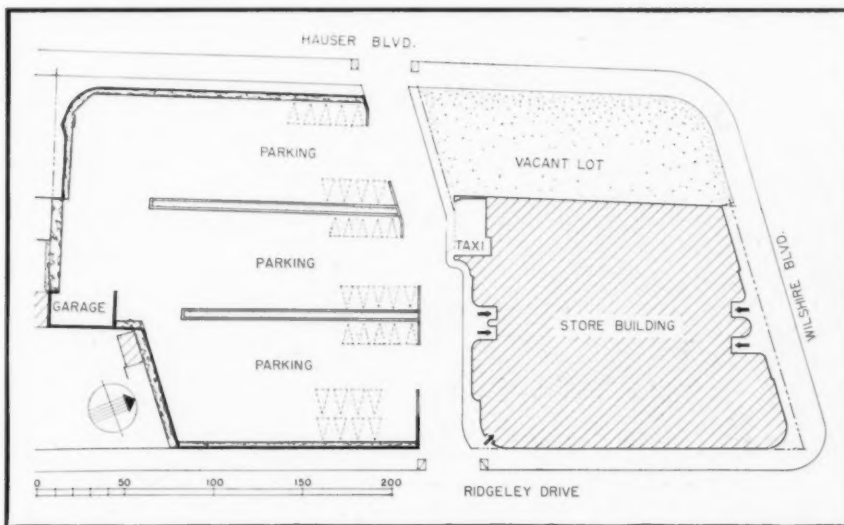 HAUSER BLVD.
PARKING
VACANT LOT
TAXI
WILSHIRE BLVD.
PARKING
GARAGE
STORE BUILDING
PARKING
0 50 100 150 200
RIDGELEY DRIVE